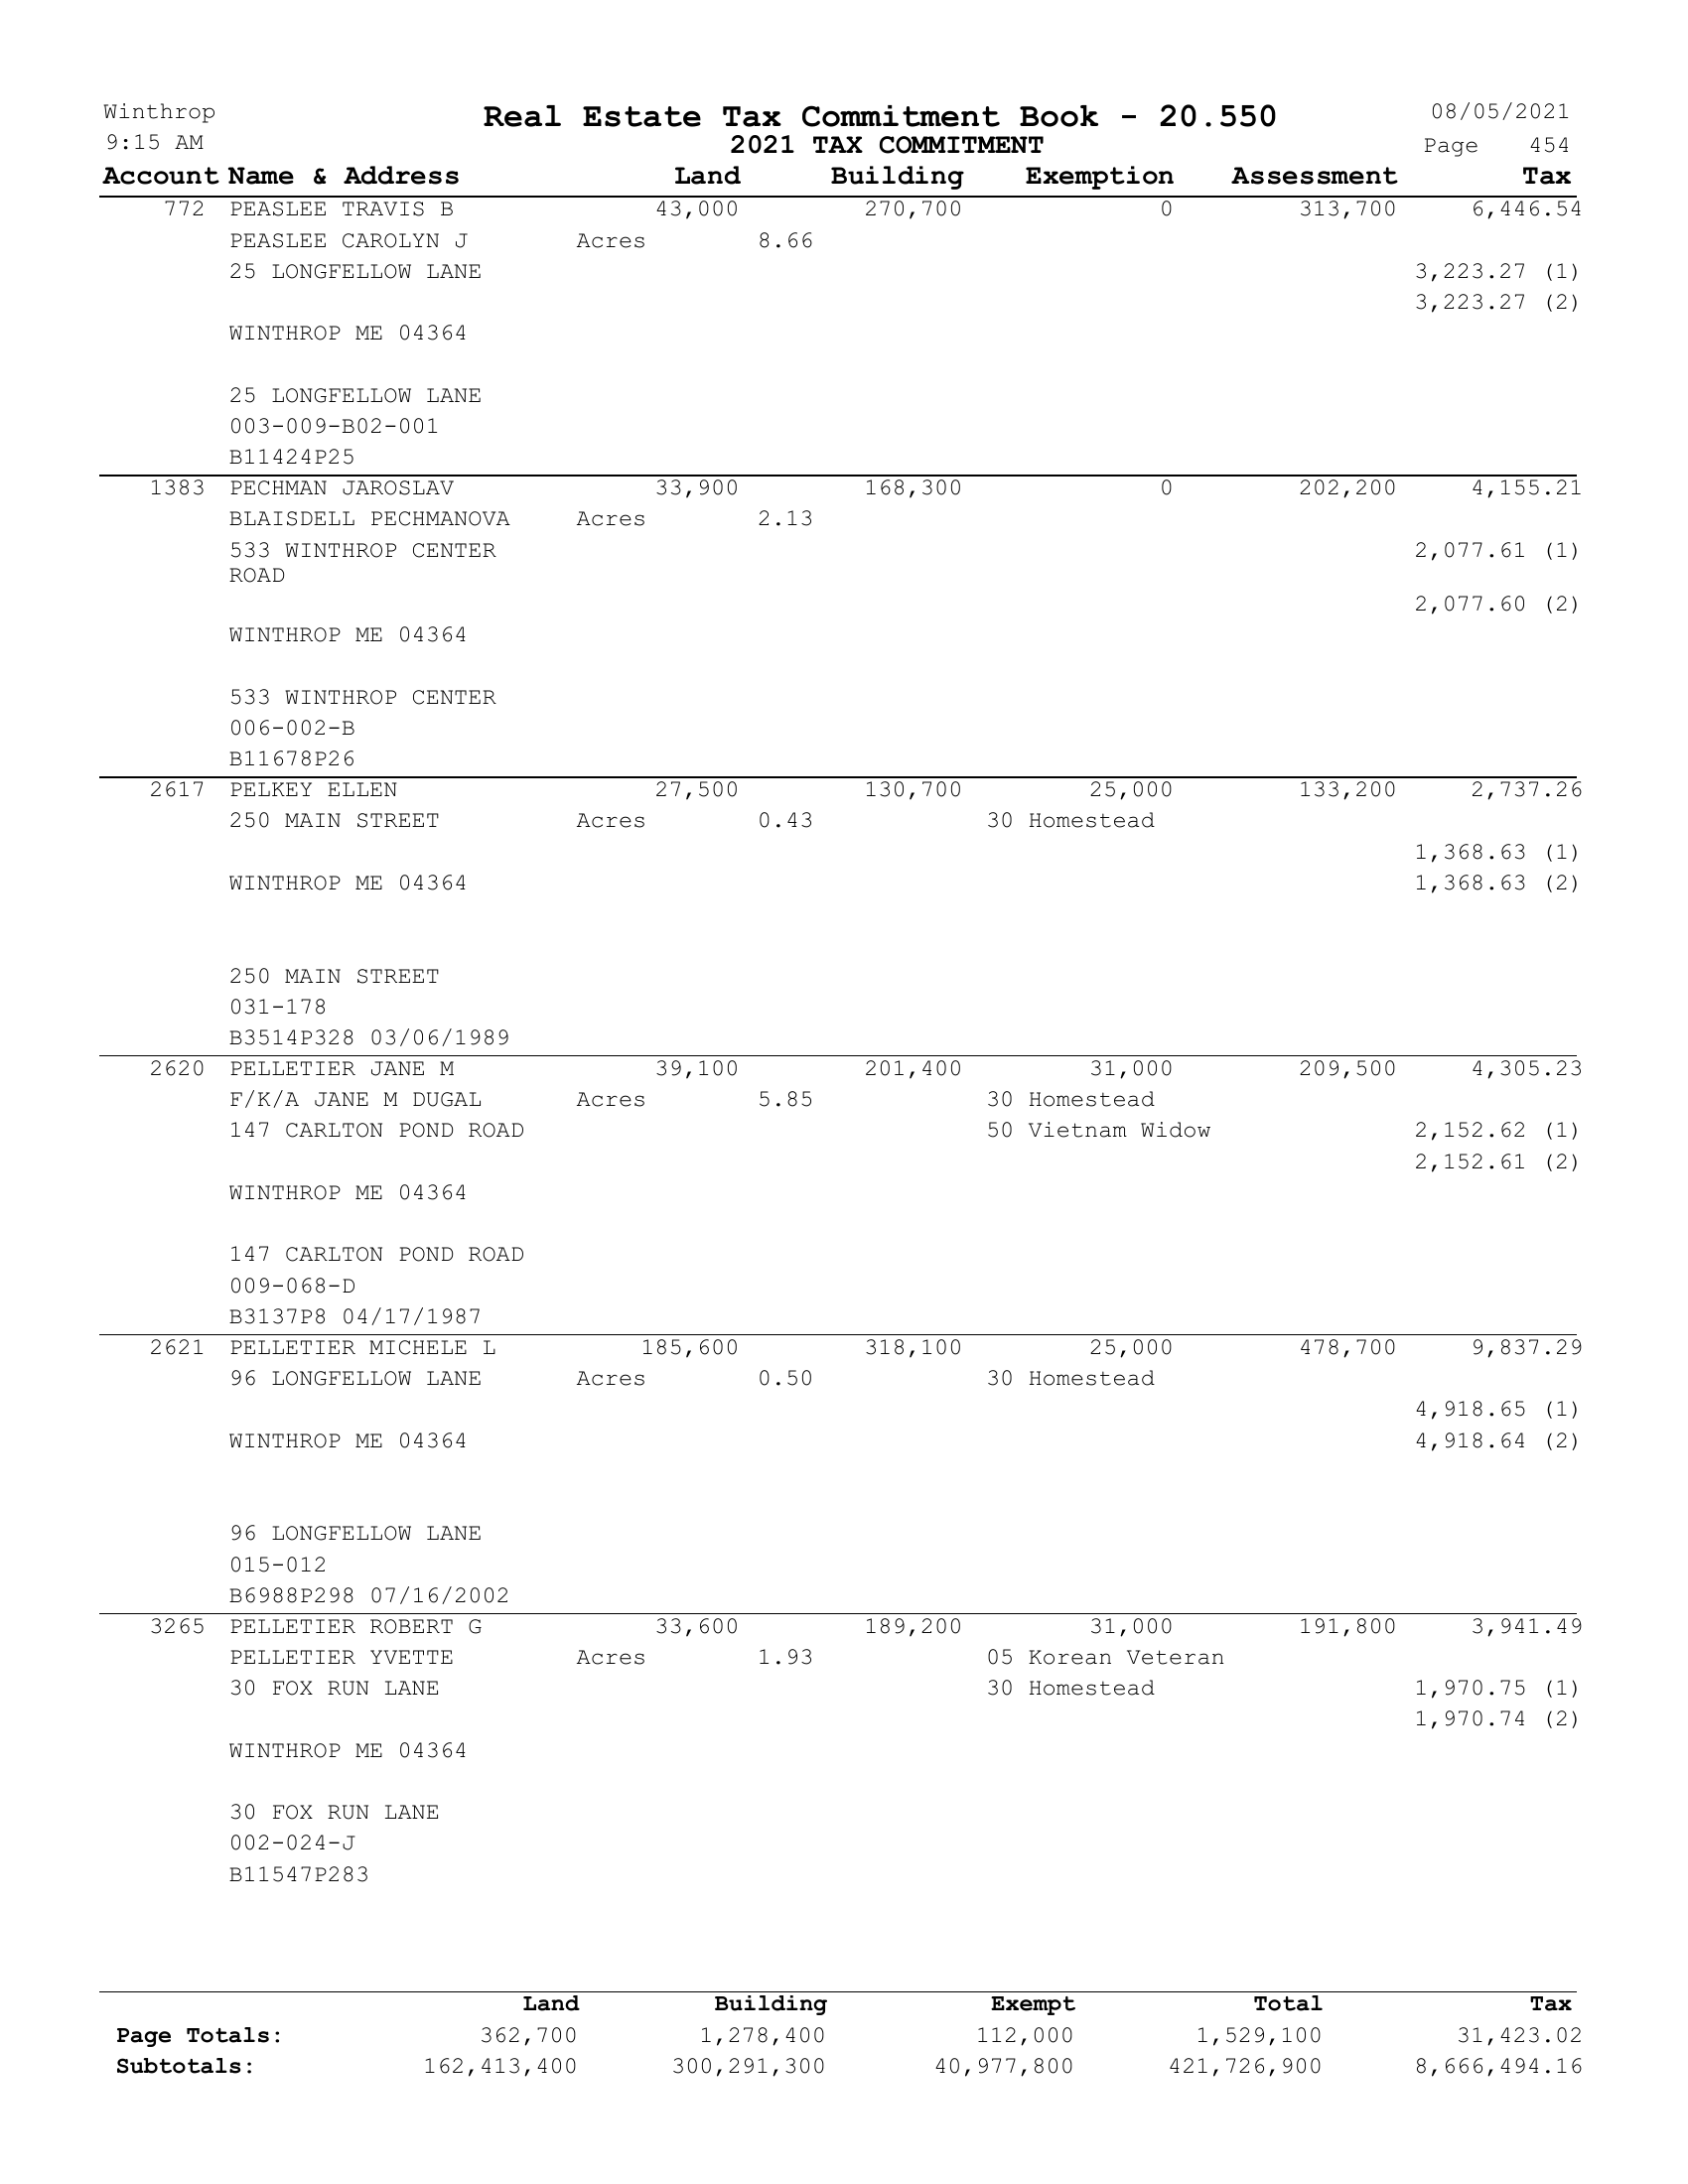 Winthrop Real Estate Tax Commitment Book - 20.550 08/05/2021
9:15 AM 2021 TAX COMMITMENT Page 454
Account Name & Address Land Building Exemption Assessment Tax
772 PEASLEE TRAVIS B 43,000 270,700 0 313,700 6,446.54
PEASLEE CAROLYN J Acres 8.66
25 LONGFELLOW LANE 3,223.27 (1)
3,223.27 (2)
WINTHROP ME 04364
25 LONGFELLOW LANE
003-009-B02-001
B11424P25
1383 PECHMAN JAROSLAV 33,900 168,300 0 202,200 4,155.21
BLAISDELL PECHMANOVA Acres 2.13
533 WINTHROP CENTER 2,077.61 (1)
ROAD
2,077.60 (2)
WINTHROP ME 04364
533 WINTHROP CENTER
006-002-B
B11678P26
2617 PELKEY ELLEN 27,500 130,700 25,000 133,200 2,737.26
250 MAIN STREET Acres 0.43 30 Homestead
1,368.63 (1)
WINTHROP ME 04364 1,368.63 (2)
250 MAIN STREET
031-178
B3514P328 03/06/1989
2620 PELLETIER JANE M 39,100 201,400 31,000 209,500 4,305.23
F/K/A JANE M DUGAL Acres 5.85 30 Homestead
147 CARLTON POND ROAD 50 Vietnam Widow 2,152.62 (1)
2,152.61 (2)
WINTHROP ME 04364
147 CARLTON POND ROAD
009-068-D
B3137P8 04/17/1987
2621 PELLETIER MICHELE L 185,600 318,100 25,000 478,700 9,837.29
96 LONGFELLOW LANE Acres 0.50 30 Homestead
4,918.65 (1)
WINTHROP ME 04364 4,918.64 (2)
96 LONGFELLOW LANE
015-012
B6988P298 07/16/2002
3265 PELLETIER ROBERT G 33,600 189,200 31,000 191,800 3,941.49
PELLETIER YVETTE Acres 1.93 05 Korean Veteran
30 FOX RUN LANE 30 Homestead 1,970.75 (1)
1,970.74 (2)
WINTHROP ME 04364
30 FOX RUN LANE
002-024-J
B11547P283
Land Building Exempt Total Tax
Page Totals: 362,700 1,278,400 112,000 1,529,100 31,423.02
Subtotals: 162,413,400 300,291,300 40,977,800 421,726,900 8,666,494.16